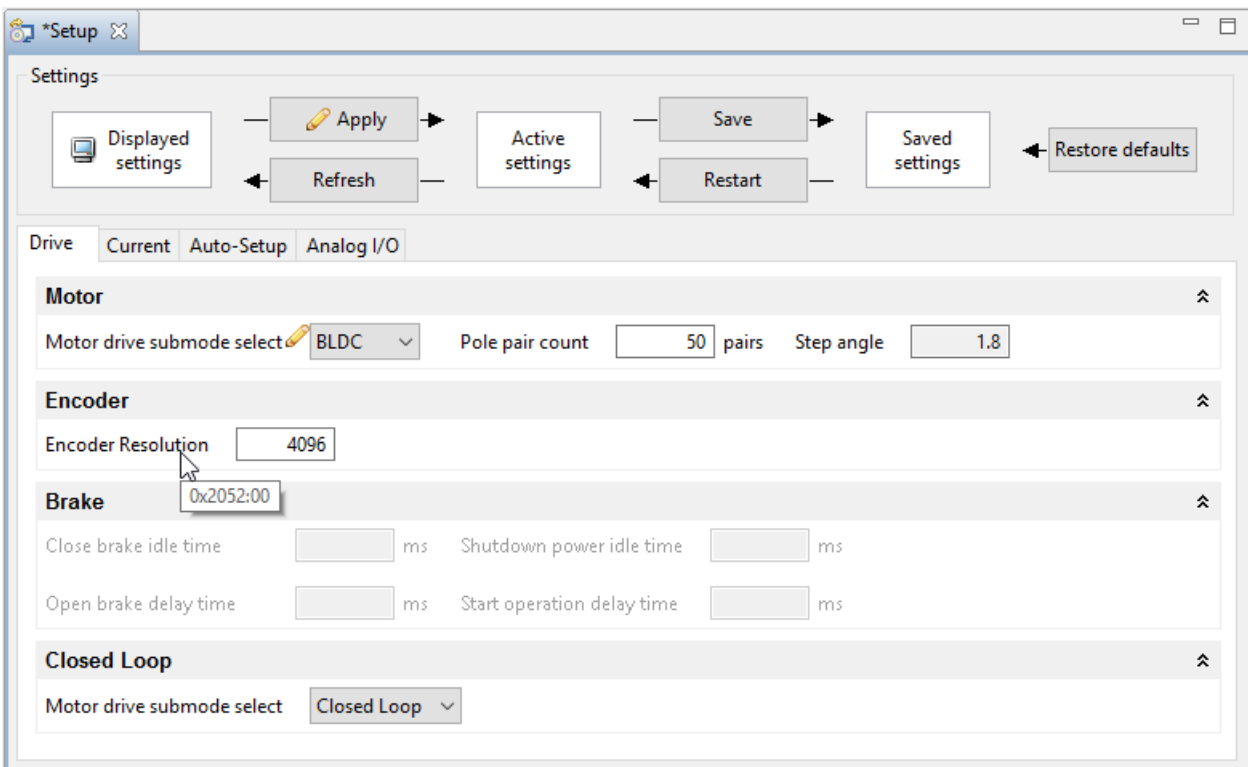 *Setup
Settings
Displayed settings
Apply
Refresh
Active settings
Save
Restart
Saved settings
Restore defaults
Drive Current Auto-Setup Analog I/O
Motor
Motor drive submode select BLDC Pole pair count 50 pairs Step angle 1.8
Encoder
Encoder Resolution 4096
0x2052:00
Brake
Close brake idle time ms Shutdown power idle time ms
Open brake delay time ms Start operation delay time ms
Closed Loop
Motor drive submode select Closed Loop